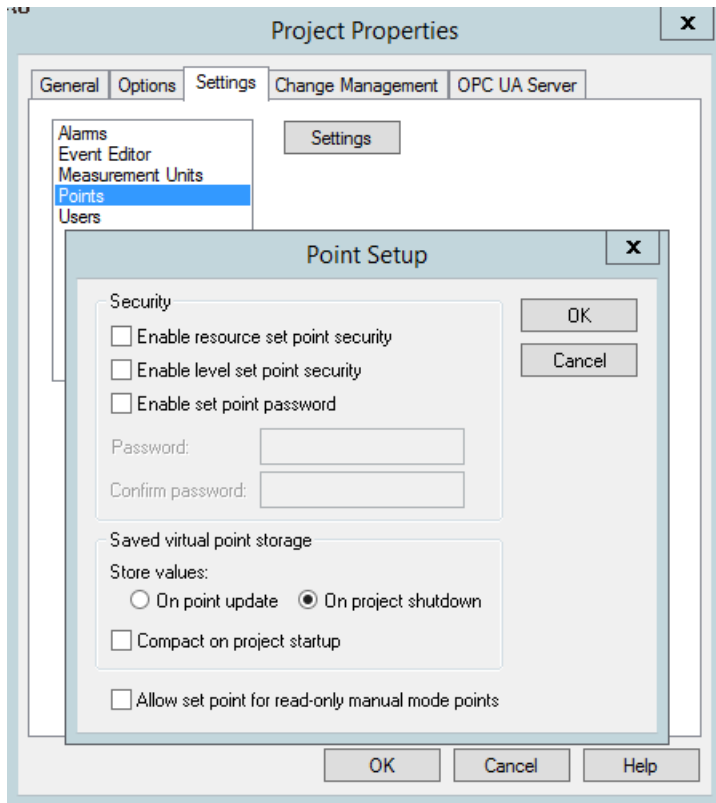 Project Properties
x
General Options Settings Change Management OPC UA Server
Alarms
Event Editor
Measurement Units
Points
Users
Settings
Point Setup
x
Security
Enable resource set point security
Enable level set point security
Enable set point password
Password:
Confirm password:
OK
Cancel
Saved virtual point storage
Store values:
On point update On project shutdown
Compact on project startup
Allow set point for read-only manual mode points
OK Cancel Help